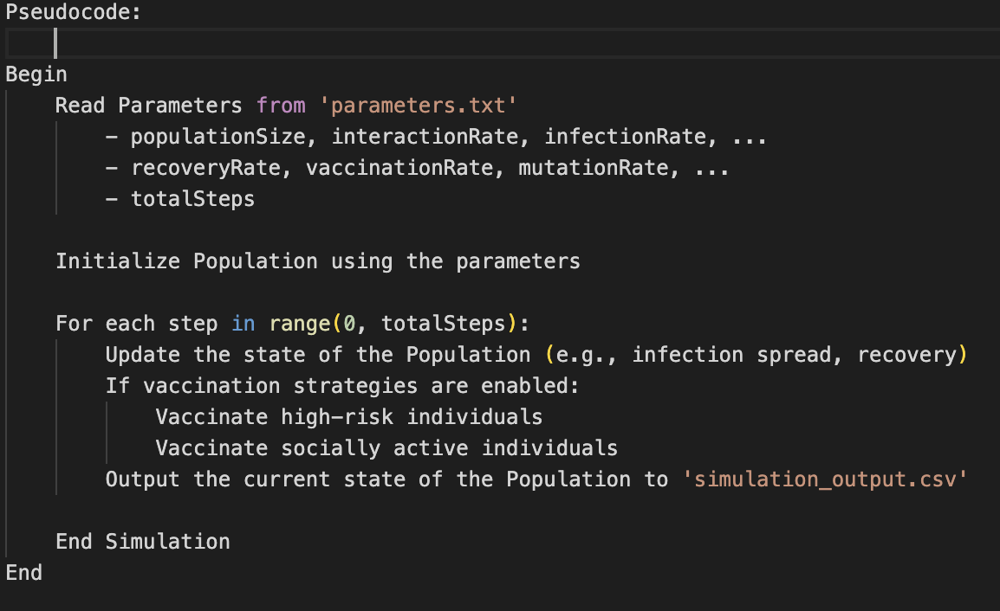 Pseudocode:
Begin
Read Parameters from 'parameters.txt'
– populationSize, interactionRate, infectionRate, ...
– recoveryRate, vaccinationRate, mutationRate, ...
– totalSteps
Initialize Population using the parameters
For each step in range(0, totalSteps):
Update the state of the Population (e.g., infection spread, recovery)
If vaccination strategies are enabled:
Vaccinate high-risk individuals
Vaccinate socially active individuals
Output the current state of the Population to 'simulation_output.csv'
End Simulation
End